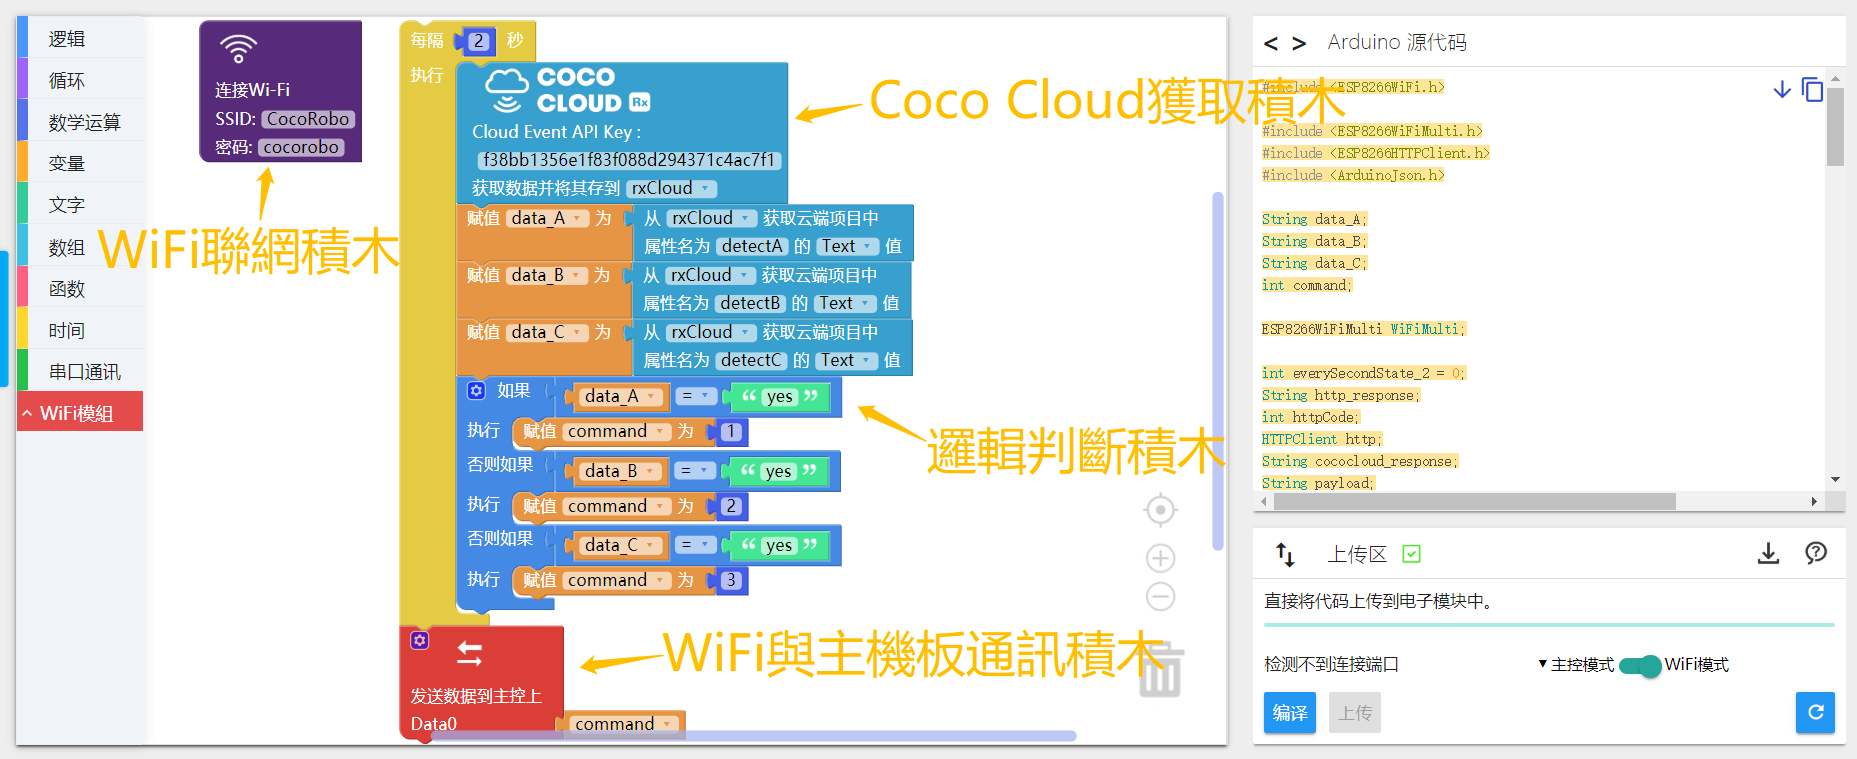 逻辑
循环
数学运算
变量
文字
数组
函数
时间
串口通讯
WiFi模组
连接Wi-Fi
SSID: CocoRobo
密码: cocorobo
WiFi聯網積木
每隔 2 秒
执行
COCO
CLOUD Rx
Cloud Event API Key :
f38bb1356e1f83f088d294371c4ac7f1
获取数据并将其存到 rxCloud
Coco Cloud獲取積木
赋值 data_A 为 从 rxCloud 获取云端项目中
属性名为 detectA 的 Text 值
赋值 data_B 为 从 rxCloud 获取云端项目中
属性名为 detectB 的 Text 值
赋值 data_C 为 从 rxCloud 获取云端项目中
属性名为 detectC 的 Text 值
如果 data_A = “ yes ”
执行 赋值 command 为 1
否则如果 data_B = “ yes ”
执行 赋值 command 为 2
否则如果 data_C = “ yes ”
执行 赋值 command 为 3
邏輯判斷積木
WiFi與主機板通訊積木
发送数据到主控上
Data0 command
< > Arduino 源代码
#include <ESP8266WiFi.h>
#include <ESP8266WiFiMulti.h>
#include <ESP8266HTTPClient.h>
#include <ArduinoJson.h>
String data_A;
String data_B;
String data_C;
int command;
ESP8266WiFiMulti WiFiMulti;
int everySecondState_2 = 0;
String http_response;
int httpCode;
HTTPClient http;
String cococloud_response;
String payload;
上传区
直接将代码上传到电子模块中。
检测不到连接端口
主控模式 WiFi模式
编译 上传